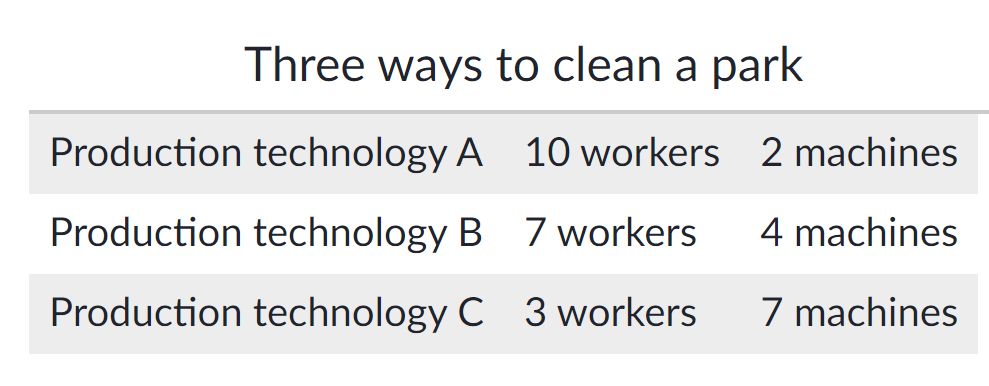 Three ways to clean a park
Production technology A 10 workers 2 machines
Production technology B 7 workers 4 machines
Production technology C 3 workers 7 machines